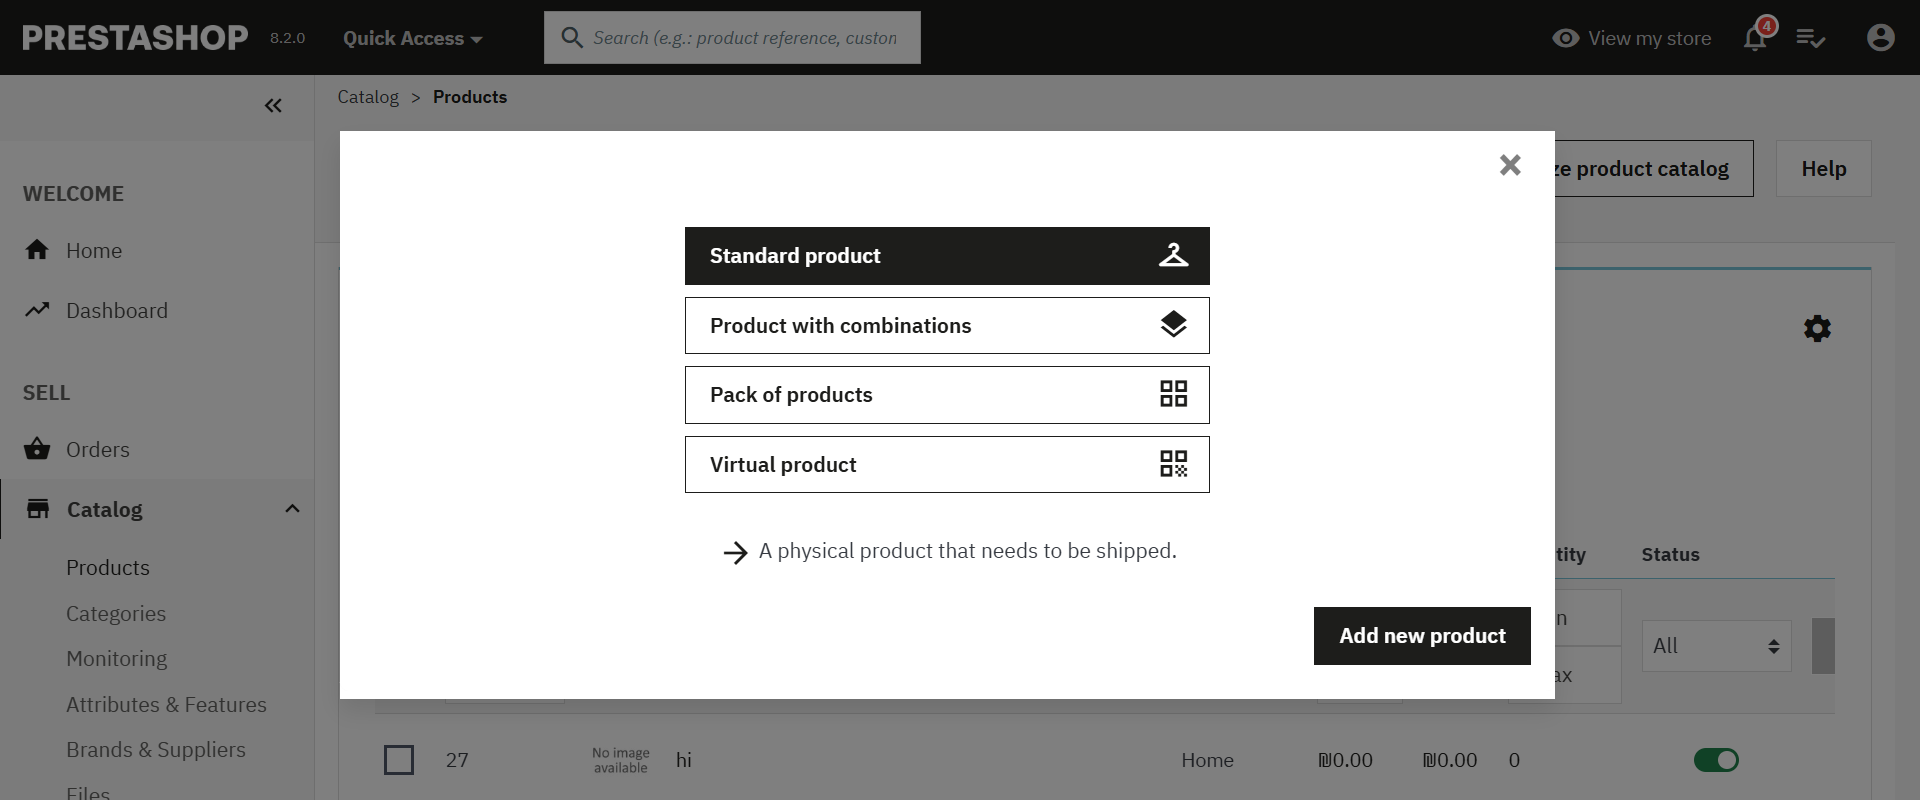 PRESTASHOP 8.2.0 Quick Access Search (e.g.: product reference, custon View my store 4
Catalog > Products
ze product catalog Help
WELCOME
Home
Dashboard
SELL
Orders
Catalog
Products
Categories
Monitoring
Attributes & Features
Brands & Suppliers
Files
Standard product
Product with combinations
Pack of products
Virtual product
A physical product that needs to be shipped.
Add new product
tity Status
n
All
ax
27 No image available hi Home ₪0.00 ₪0.00 0